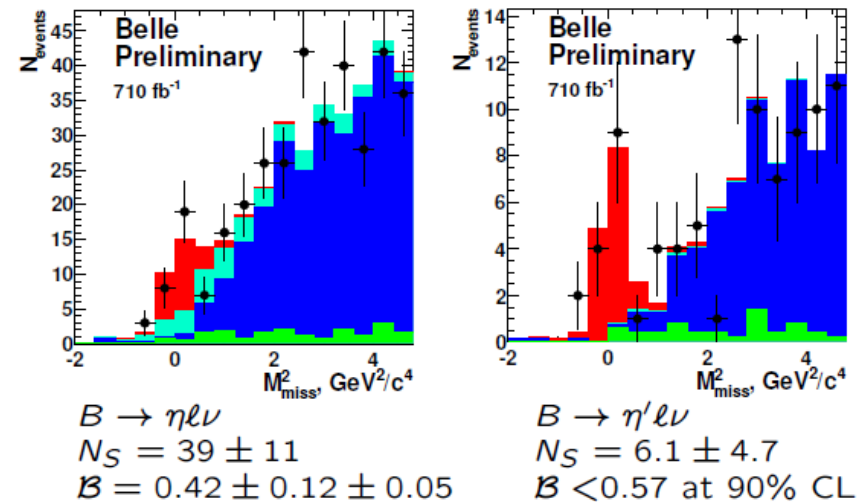 Belle
Preliminary
710 fb⁻¹
N_events
45
40
35
30
25
20
15
10
5
0
-2 0 2 4
M²_miss, GeV²/c⁴
B → ηℓν
N_S = 39 ± 11
𝓑 = 0.42 ± 0.12 ± 0.05
Belle
Preliminary
710 fb⁻¹
N_events
14
12
10
8
6
4
2
0
-2 0 2 4
M²_miss, GeV²/c⁴
B → η′ℓν
N_S = 6.1 ± 4.7
𝓑 <0.57 at 90% CL